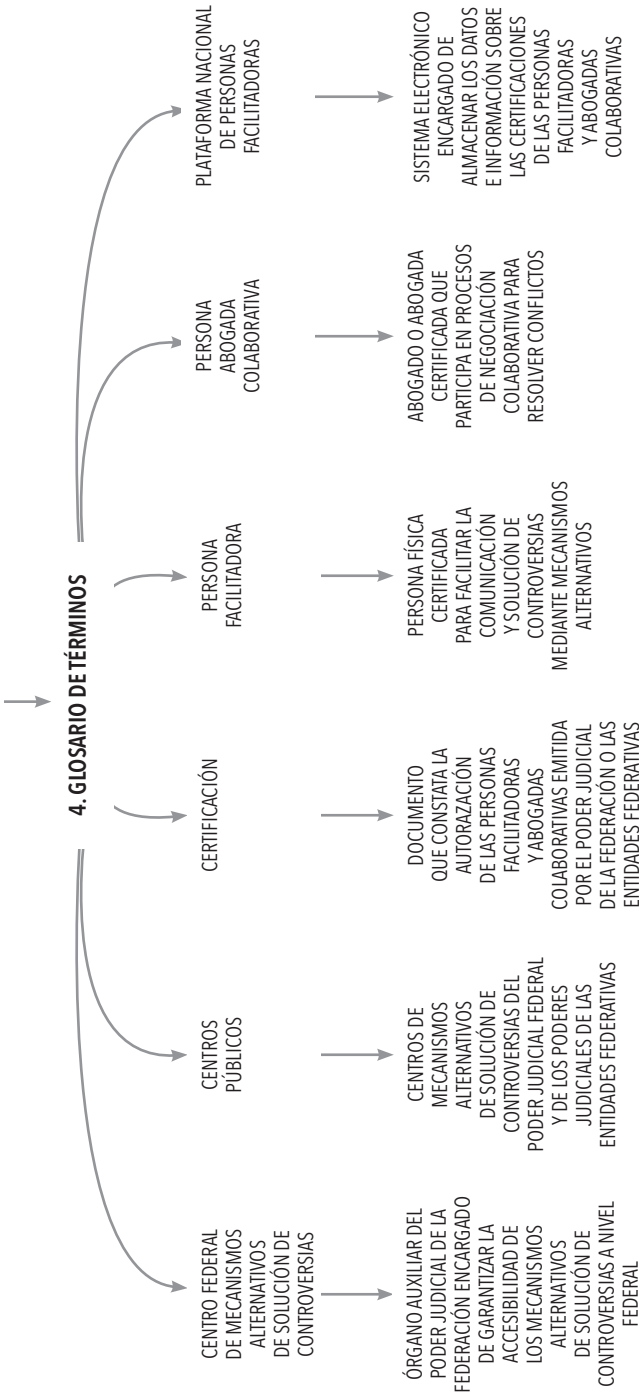 4. GLOSARIO DE TÉRMINOS
CENTRO FEDERAL
DE MECANISMOS
ALTERNATIVOS
DE SOLUCIÓN DE
CONTROVERSIAS
ÓRGANO AUXILIAR DEL
PODER JUDICIAL DE LA
FEDERACIÓN ENCARGADO
DE GARANTIZAR LA
ACCESIBILIDAD DE
LOS MECANISMOS
ALTERNATIVOS
DE SOLUCIÓN DE
CONTROVERSIAS A NIVEL
FEDERAL
CENTROS
PÚBLICOS
CENTROS DE
MECANISMOS
ALTERNATIVOS
DE SOLUCIÓN DE
CONTROVERSIAS DEL
PODER JUDICIAL FEDERAL
Y DE LOS PODERES
JUDICIALES DE LAS
ENTIDADES FEDERATIVAS
CERTIFICACIÓN
DOCUMENTO
QUE CONSTATA LA
AUTORAZACIÓN
DE LAS PERSONAS
FACILITADORAS
Y ABOGADAS
COLABORATIVAS EMITIDA
POR EL PODER JUDICIAL
DE LA FEDERACIÓN O LAS
ENTIDADES FEDERATIVAS
PERSONA
FACILITADORA
PERSONA FÍSICA
CERTIFICADA
PARA FACILITAR LA
COMUNICACIÓN
Y SOLUCIÓN DE
CONTROVERSIAS
MEDIANTE MECANISMOS
ALTERNATIVOS
PERSONA
ABOGADA
COLABORATIVA
ABOGADO O ABOGADA
CERTIFICADA QUE
PARTICIPA EN PROCESOS
DE NEGOCIACIÓN
COLABORATIVA PARA
RESOLVER CONFLICTOS
PLATAFORMA NACIONAL
DE PERSONAS
FACILITADORAS
SISTEMA ELECTRÓNICO
ENCARGADO DE
ALMACENAR LOS DATOS
E INFORMACIÓN SOBRE
LAS CERTIFICACIONES
DE LAS PERSONAS
FACILITADORAS
Y ABOGADAS
COLABORATIVAS